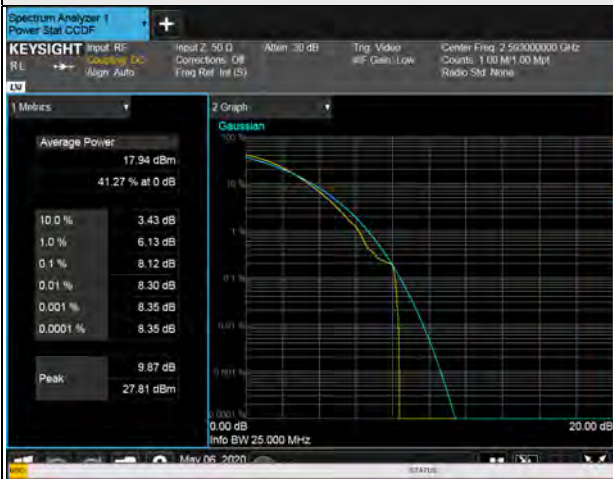 Spectrum Analyzer 1
Power Stat CCDF
+
KEYSIGHT Input: RF Input Z: 50 Ω Atten: 30 dB Trig: Video Center Freq: 2.593000000 GHz
RL Coupling: DC Corrections: Off #IF Gain: Low Counts: 1.00 M/1.00 Mpt
Align: Auto Freq Ref: Int (S) Radio Std: None
LW
1 Metrics
2 Graph
Average Power
17.94 dBm
41.27 % at 0 dB
10.0 % 3.43 dB
1.0 % 6.13 dB
0.1 % 8.12 dB
0.01 % 8.30 dB
0.001 % 8.35 dB
0.0001 % 8.35 dB
Peak 9.87 dB
27.81 dBm
Gaussian
100 %
10 %
1 %
0.1 %
0.01 %
0.001 %
0.0001 %
0.00 dB 20.00 dB
Info BW 25.000 MHz
May 06, 2020
MSG STATUS